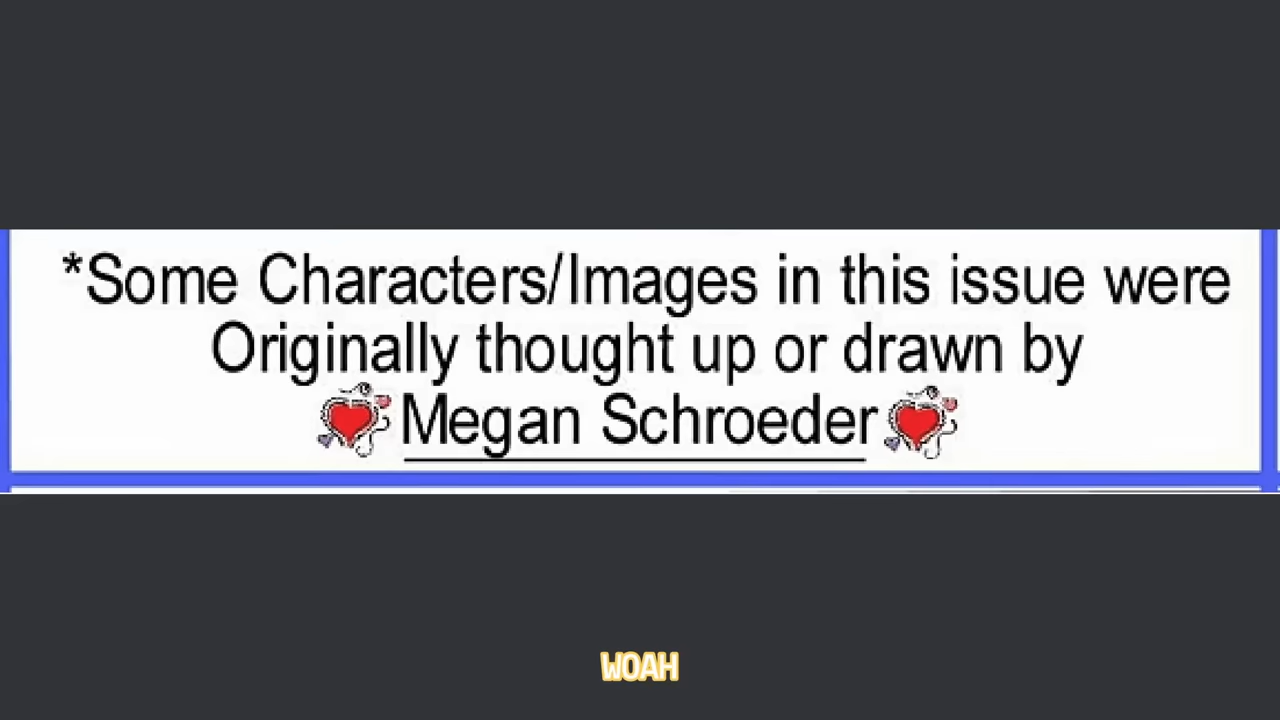 *Some Characters/Images in this issue were
Originally thought up or drawn by
Megan Schroeder
WOAH